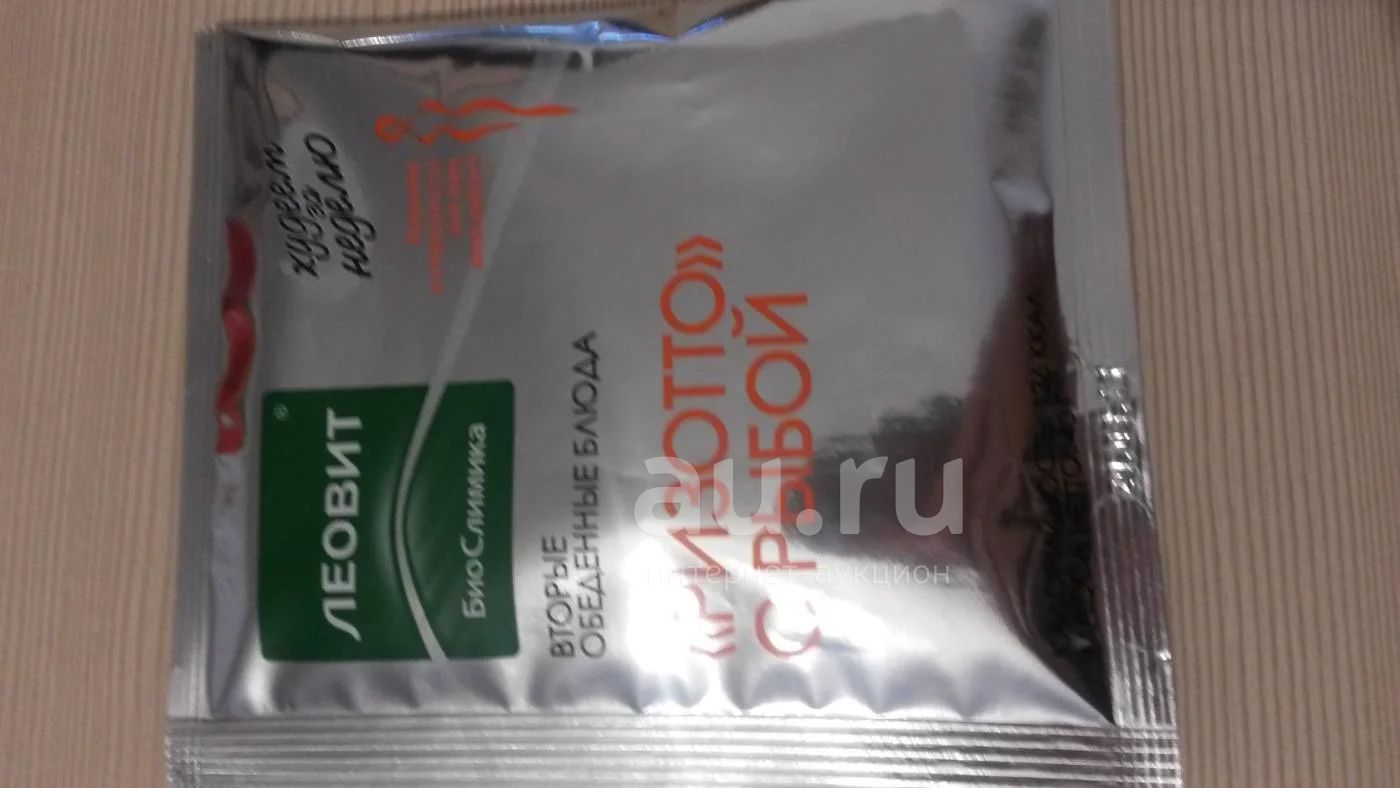 ЛЕОВИТ
®
БиоСлимика
худеем
за
неделю
ВТОРЫЕ
ОБЕДЕННЫЕ БЛЮДА
«РИЗОТТО»
С РЫБОЙ
au.ru
интернет-аукцион